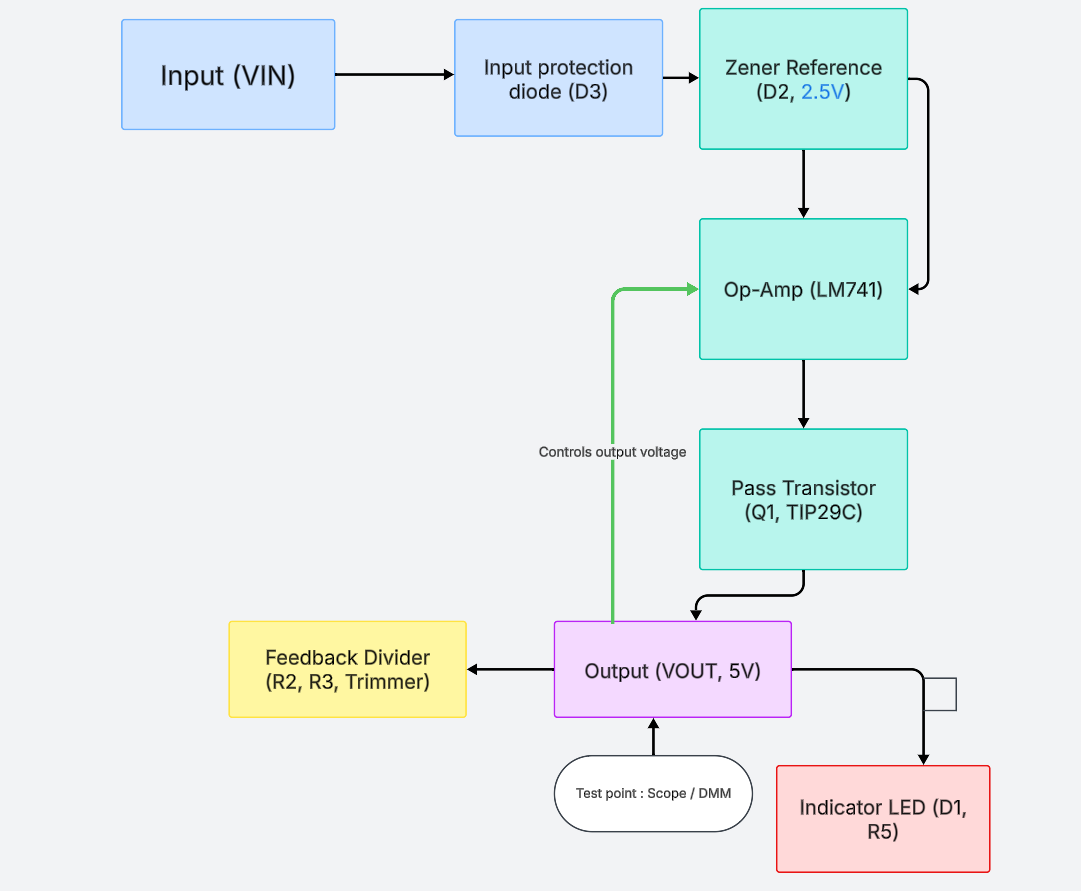 Input (VIN)
Input protection
diode (D3)
Zener Reference
(D2, 2.5V)
Op-Amp (LM741)
Controls output voltage
Pass Transistor
(Q1, TIP29C)
Feedback Divider
(R2, R3, Trimmer)
Output (VOUT, 5V)
Test point : Scope / DMM
Indicator LED (D1,
R5)